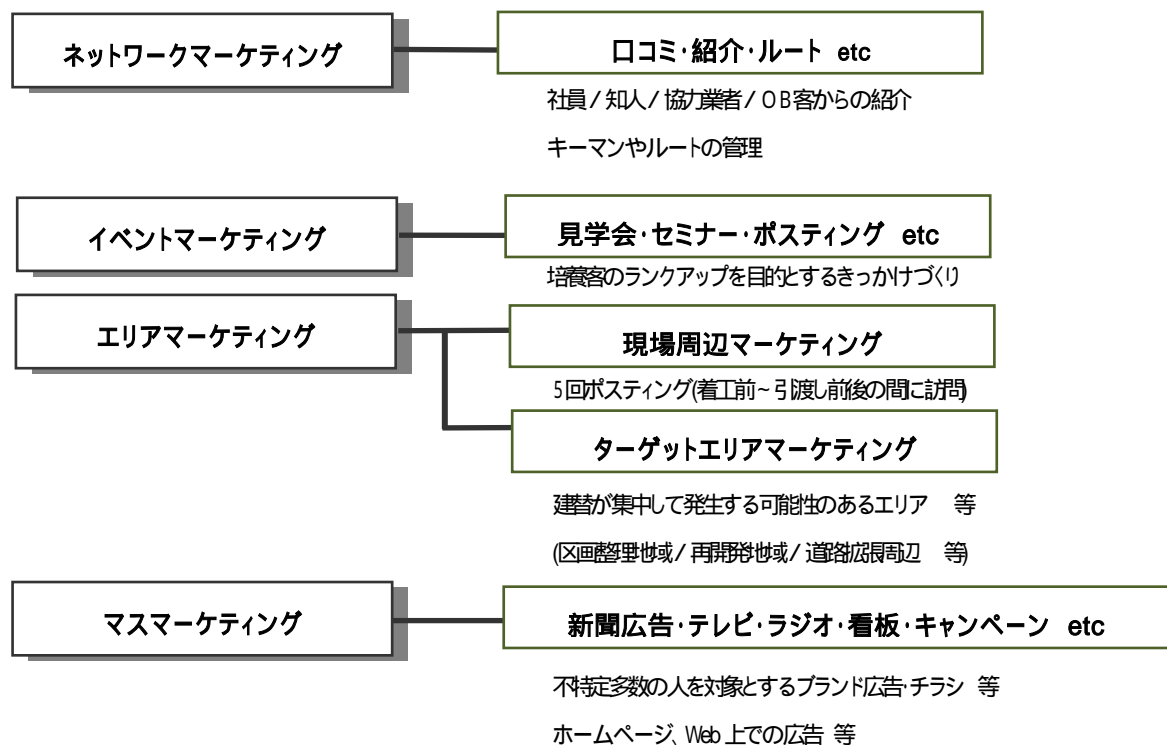 ネットワークマーケティング
口コミ･紹介･ルート etc
社員/知人/協力業者/OB客からの紹介
キーマンやルートの管理
イベントマーケティング
見学会･セミナー･ポスティング etc
培養客のランクアップを目的とするきっかけづくり
エリアマーケティング
現場周辺マーケティング
5回ポスティング(着工前~引渡し前後の間に訪問)
ターゲットエリアマーケティング
建替が集中して発生する可能性のあるエリア 等
(区画整理地域/再開発地域/道路拡張周辺 等)
マスマーケティング
新聞広告･テレビ･ラジオ･看板･キャンペーン etc
不特定多数の人を対象とするブランド広告･チラシ 等
ホームページ、Web上での広告 等